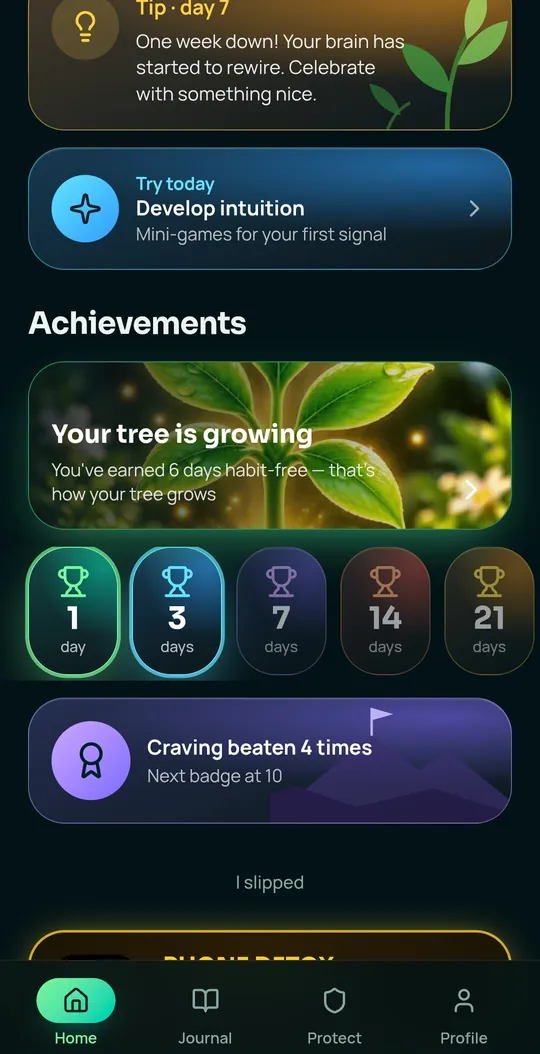 Tip · day 7
One week down! Your brain has
started to rewire. Celebrate
with something nice.
Try today
Develop intuition
Mini-games for your first signal
Achievements
Your tree is growing
You've earned 6 days habit-free — that's
how your tree grows
1
day
3
days
7
days
14
days
21
days
Craving beaten 4 times
Next badge at 10
I slipped
PHONE DETOX
Home
Journal
Protect
Profile